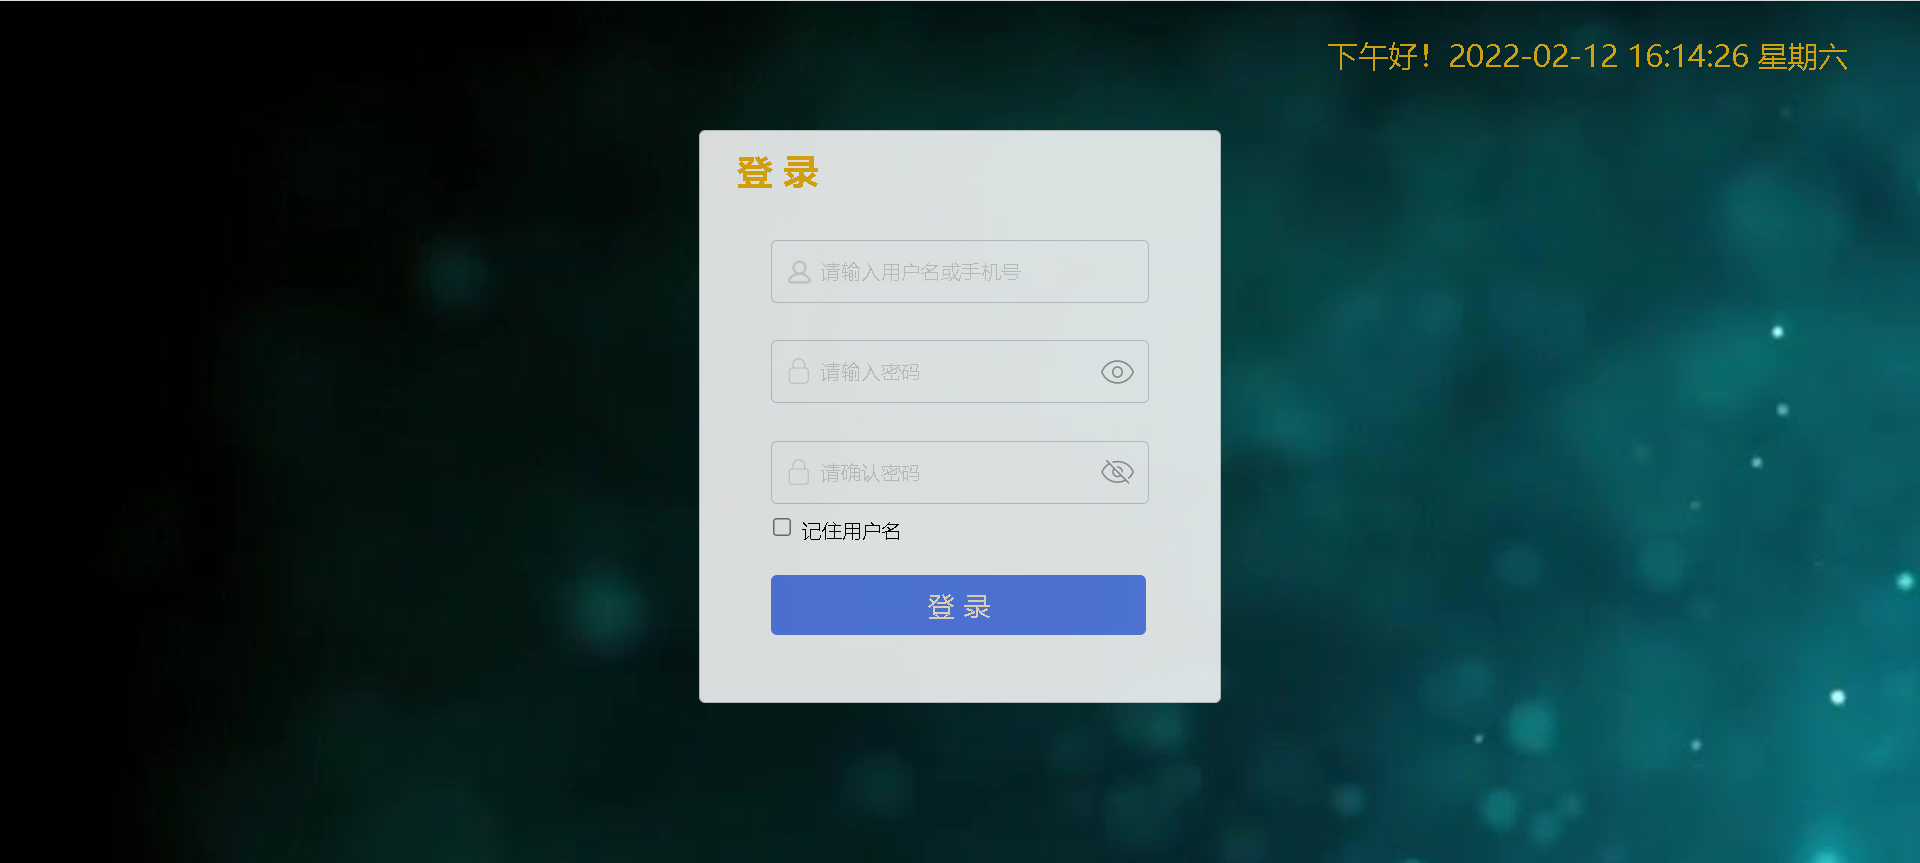 下午好！2022-02-12 16:14:26 星期六
登 录
请输入用户名或手机号
请输入密码
请确认密码
记住用户名
登 录